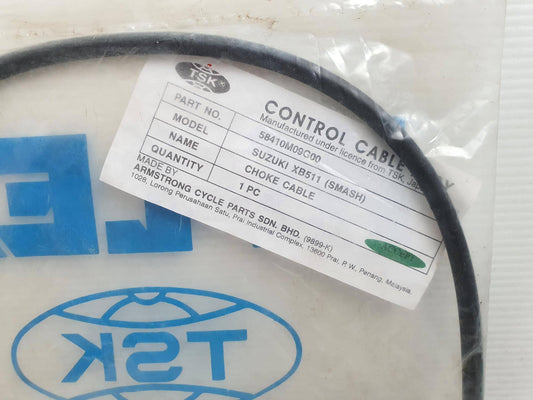 TSK
CONTROL CABLE
Manufactured under licence from TSK, Japan
PART NO. 58410M09G00
MODEL SUZUKI XB511 (SMASH)
NAME CHOKE CABLE
QUANTITY 1 PC
MADE BY
ARMSTRONG CYCLE PARTS SDN. BHD. (9899-K)
1028, Lorong Perusahaan Satu, Prai Industrial Complex, 13600 Prai, P. W. Penang, Malaysia.
ACCEPT
TSK